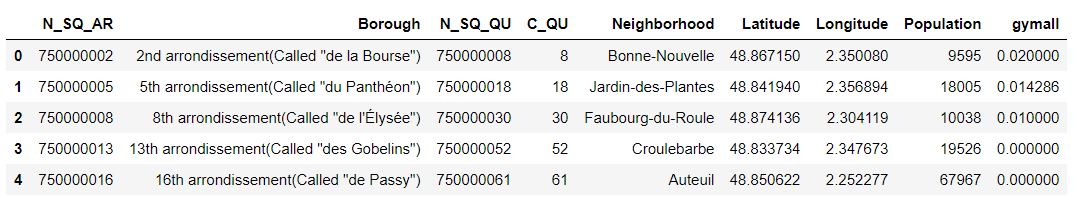 N_SQ_AR Borough N_SQ_QU C_QU Neighborhood Latitude Longitude Population gymall
0 750000002 2nd arrondissement(Called "de la Bourse") 750000008 8 Bonne-Nouvelle 48.867150 2.350080 9595 0.020000
1 750000005 5th arrondissement(Called "du Panthéon") 750000018 18 Jardin-des-Plantes 48.841940 2.356894 18005 0.014286
2 750000008 8th arrondissement(Called "de l'Élysée") 750000030 30 Faubourg-du-Roule 48.874136 2.304119 10038 0.010000
3 750000013 13th arrondissement(Called "des Gobelins") 750000052 52 Croulebarbe 48.833734 2.347673 19526 0.000000
4 750000016 16th arrondissement(Called "de Passy") 750000061 61 Auteuil 48.850622 2.252277 67967 0.000000